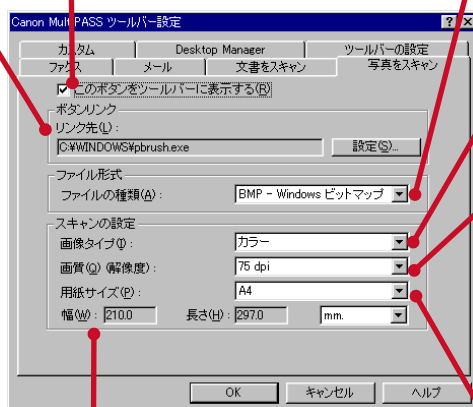 Canon MultiPASS ツールバー設定
カスタム Desktop Manager ツールバーの設定
ファクス メール 文書をスキャン 写真をスキャン
このボタンをツールバーに表示する(R)
ボタンリンク
リンク先(L) :
C:¥WINDOWS¥pbrush.exe 設定(S)...
ファイル形式
ファイルの種類(A) : BMP - Windows ビットマップ
スキャンの設定
画像タイプ(I) : カラー
画質(Q) (解像度) : 75 dpi
用紙サイズ(P) : A4
幅(W) : 210.0 長さ(H) : 297.0 mm.
OK キャンセル ヘルプ